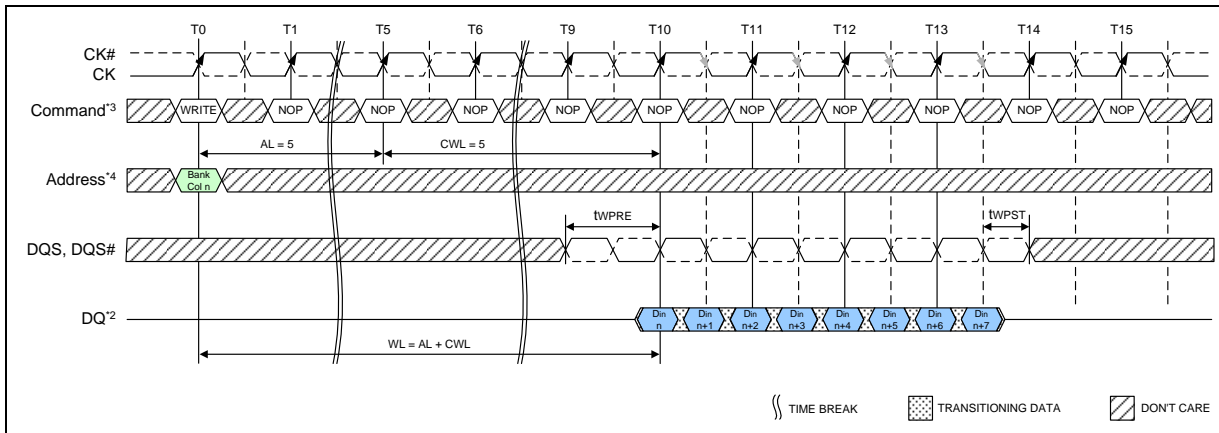 T0 T1 T5 T6 T9 T10 T11 T12 T13 T14 T15
CK#
CK
Command*3 WRITE NOP NOP NOP NOP NOP NOP NOP NOP NOP NOP
AL = 5 CWL = 5
Address*4 Bank
Col n
tWPRE tWPST
DQS, DQS#
DQ*2 Din Din Din Din Din Din Din Din
n n+1 n+2 n+3 n+4 n+5 n+6 n+7
WL = AL + CWL
TIME BREAK TRANSITIONING DATA DON'T CARE